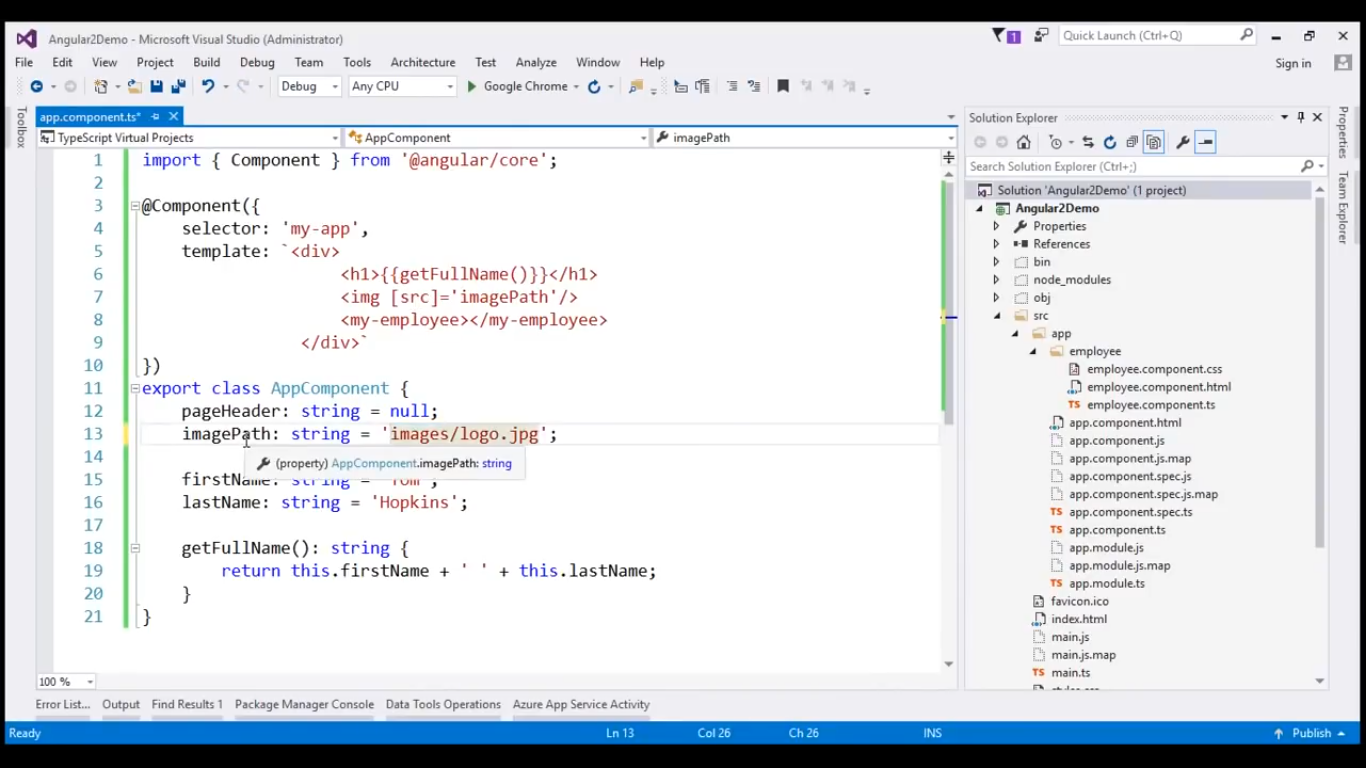 Angular2Demo - Microsoft Visual Studio (Administrator)
1
Quick Launch (Ctrl+Q)
File Edit View Project Build Debug Team Tools Architecture Test Analyze Window Help
Sign in
Debug Any CPU Google Chrome
Toolbox
app.component.ts*
TypeScript Virtual Projects
AppComponent
imagePath
1 import { Component } from '@angular/core';
2
3 @Component({
4 selector: 'my-app',
5 template: `<div>
6 <h1>{{getFullName()}}</h1>
7 <img [src]='imagePath'/>
8 <my-employee></my-employee>
9 </div>`
10 })
11 export class AppComponent {
12 pageHeader: string = null;
13 imagePath: string = 'images/logo.jpg';
14
(property) AppComponent.imagePath: string
15 firstName: string = 'Tom';
16 lastName: string = 'Hopkins';
17
18 getFullName(): string {
19 return this.firstName + ' ' + this.lastName;
20 }
21 }
100 %
Solution Explorer
Search Solution Explorer (Ctrl+;)
Solution 'Angular2Demo' (1 project)
Angular2Demo
Properties
References
bin
node_modules
obj
src
app
employee
employee.component.css
employee.component.html
TS employee.component.ts
app.component.html
app.component.js
app.component.js.map
app.component.spec.js
app.component.spec.js.map
TS app.component.spec.ts
TS app.component.ts
app.module.js
app.module.js.map
TS app.module.ts
favicon.ico
index.html
main.js
main.js.map
TS main.ts
Properties
Team Explorer
Error List... Output Find Results 1 Package Manager Console Data Tools Operations Azure App Service Activity
Ready Ln 13 Col 26 Ch 26 INS Publish